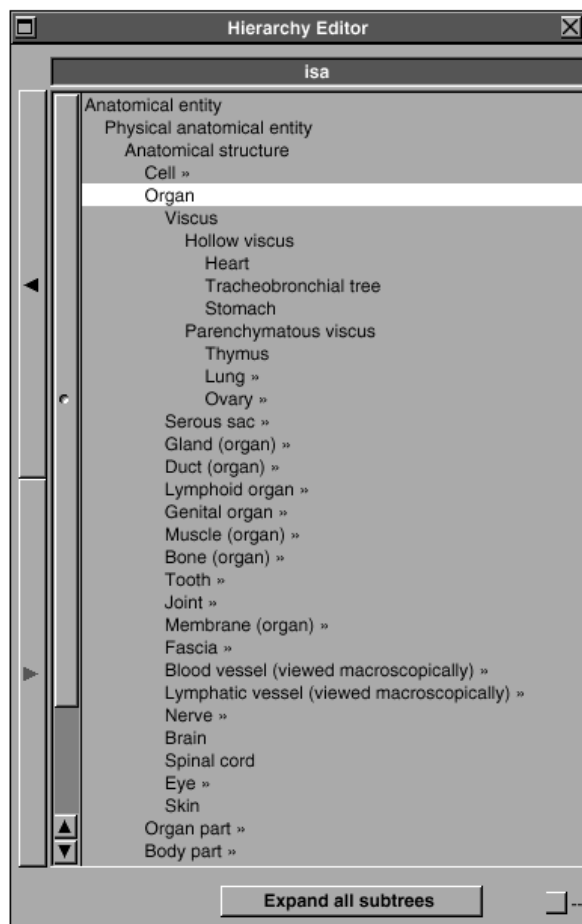 Hierarchy Editor
isa
Anatomical entity
Physical anatomical entity
Anatomical structure
Cell »
Organ
Viscus
Hollow viscus
Heart
Tracheobronchial tree
Stomach
Parenchymatous viscus
Thymus
Lung »
Ovary »
Serous sac »
Gland (organ) »
Duct (organ) »
Lymphoid organ »
Genital organ »
Muscle (organ) »
Bone (organ) »
Tooth »
Joint »
Membrane (organ) »
Fascia »
Blood vessel (viewed macroscopically) »
Lymphatic vessel (viewed macroscopically) »
Nerve »
Brain
Spinal cord
Eye »
Skin
Organ part »
Body part »
Expand all subtrees
--